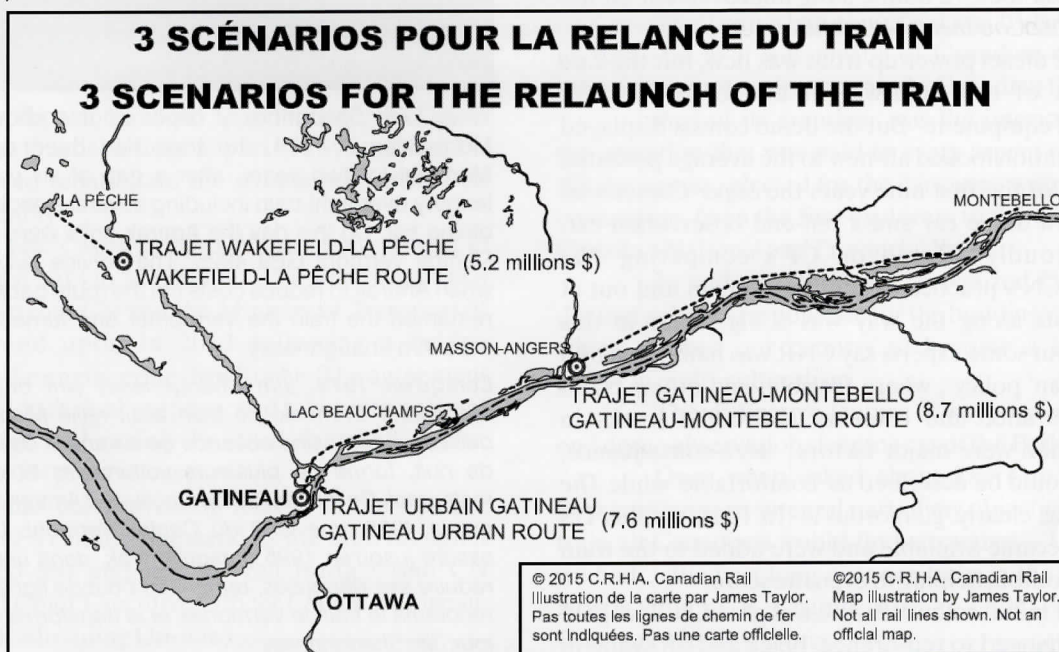 3 SCÉNARIOS POUR LA RELANCE DU TRAIN
3 SCENARIOS FOR THE RELAUNCH OF THE TRAIN
LA PÊCHE
MONTEBELLO
TRAJET WAKEFIELD-LA PÊCHE
WAKEFIELD-LA PÊCHE ROUTE
(5.2 millions $)
MASSON-ANGERS
TRAJET GATINEAU-MONTEBELLO
GATINEAU-MONTEBELLO ROUTE
(8.7 millions $)
LAC BEAUCHAMPS
GATINEAU
TRAJET URBAIN GATINEAU
GATINEAU URBAN ROUTE
(7.6 millions $)
OTTAWA
© 2015 C.R.H.A. Canadian Rail
Illustration de la carte par James Taylor.
Pas toutes les lignes de chemin de fer
sont indiquées. Pas une carte officielle.
©2015 C.R.H.A. Canadian Rail
Map illustration by James Taylor.
Not all rail lines shown. Not an
official map.